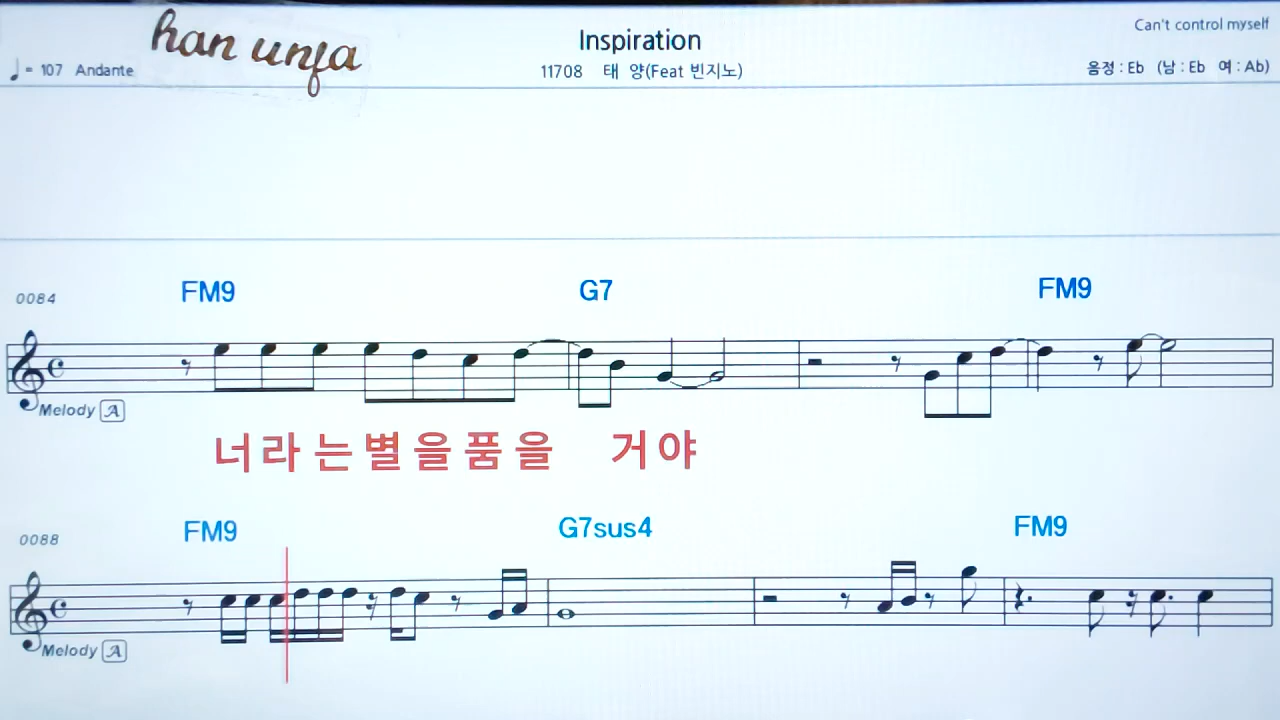 han unja
Inspiration
Can't control myself
♩ = 107 Andante
11708 태 양(Feat 빈지노)
음정 : Eb (남 : Eb 여 : Ab)
0084
FM9 G7 FM9
Melody A
너라는별을품을 거야
0088
FM9 G7sus4 FM9
Melody A